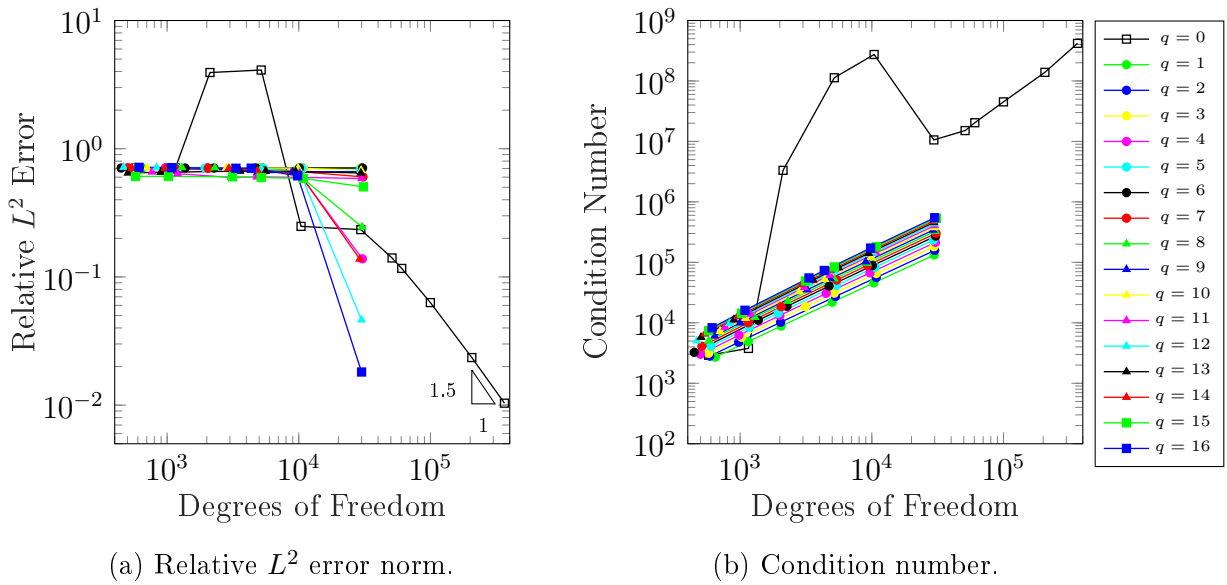 10^1
10^0
10^−1
10^−2
10^3
10^4
10^5
Relative L^2 Error
Degrees of Freedom
1.5
1
(a) Relative L^2 error norm.
10^9
10^8
10^7
10^6
10^5
10^4
10^3
10^2
10^3
10^4
10^5
Condition Number
Degrees of Freedom
(b) Condition number.
q = 0
q = 1
q = 2
q = 3
q = 4
q = 5
q = 6
q = 7
q = 8
q = 9
q = 10
q = 11
q = 12
q = 13
q = 14
q = 15
q = 16